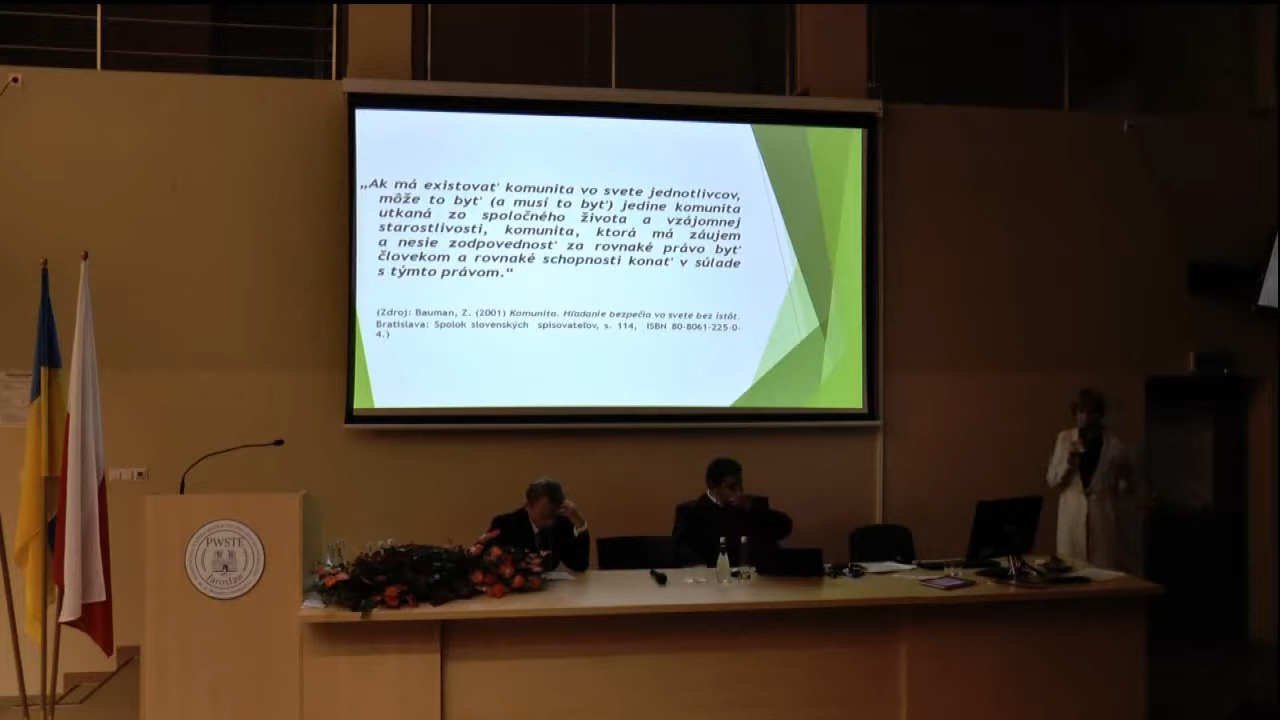 „Ak má existovať komunita vo svete jednotlivcov,
môže to byť (a musí to byť) jedine komunita
utkaná zo spoločného života a vzájomnej
starostlivosti, komunita, ktorá má záujem
a nesie zodpovednosť za rovnaké právo byť
človekom a rovnaké schopnosti konať v súlade
s týmto právom.“
(Zdroj: Bauman, Z. (2001) Komunita. Hľadanie bezpečia vo svete bez istôt.
Bratislava: Spolok slovenských spisovateľov, s. 114, ISBN 80-8061-225-0-
4.)
PWSTE
Jarosław